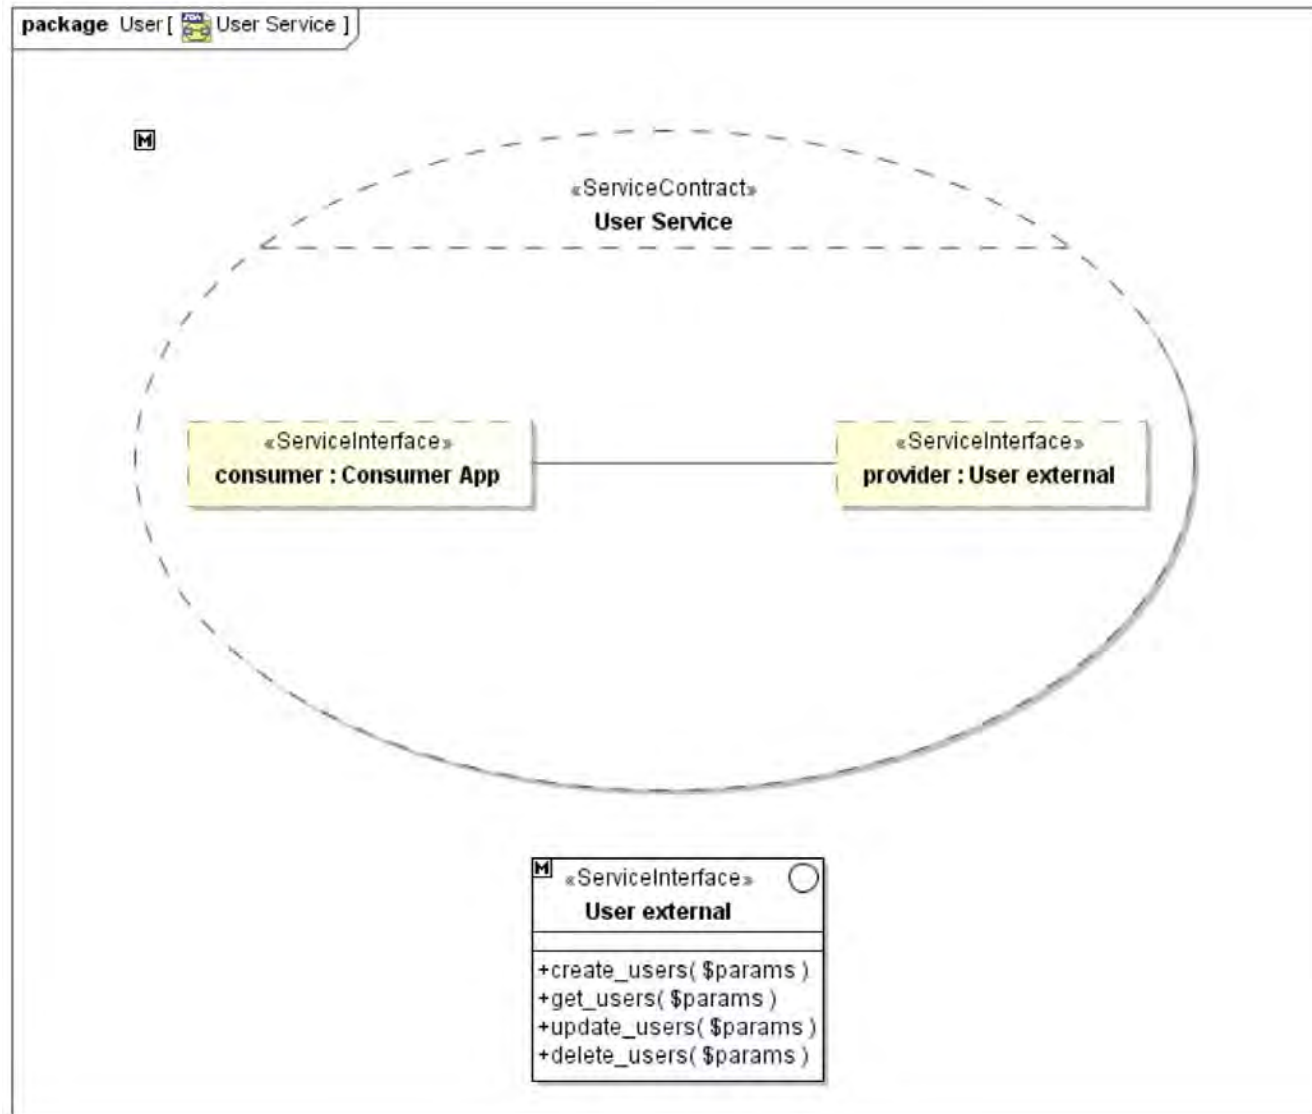 package User [ User Service ]
M
«ServiceContract»
User Service
«ServiceInterface»
consumer : Consumer App
«ServiceInterface»
provider : User external
M
«ServiceInterface»
User external
+create_users( $params )
+get_users( $params )
+update_users( $params )
+delete_users( $params )